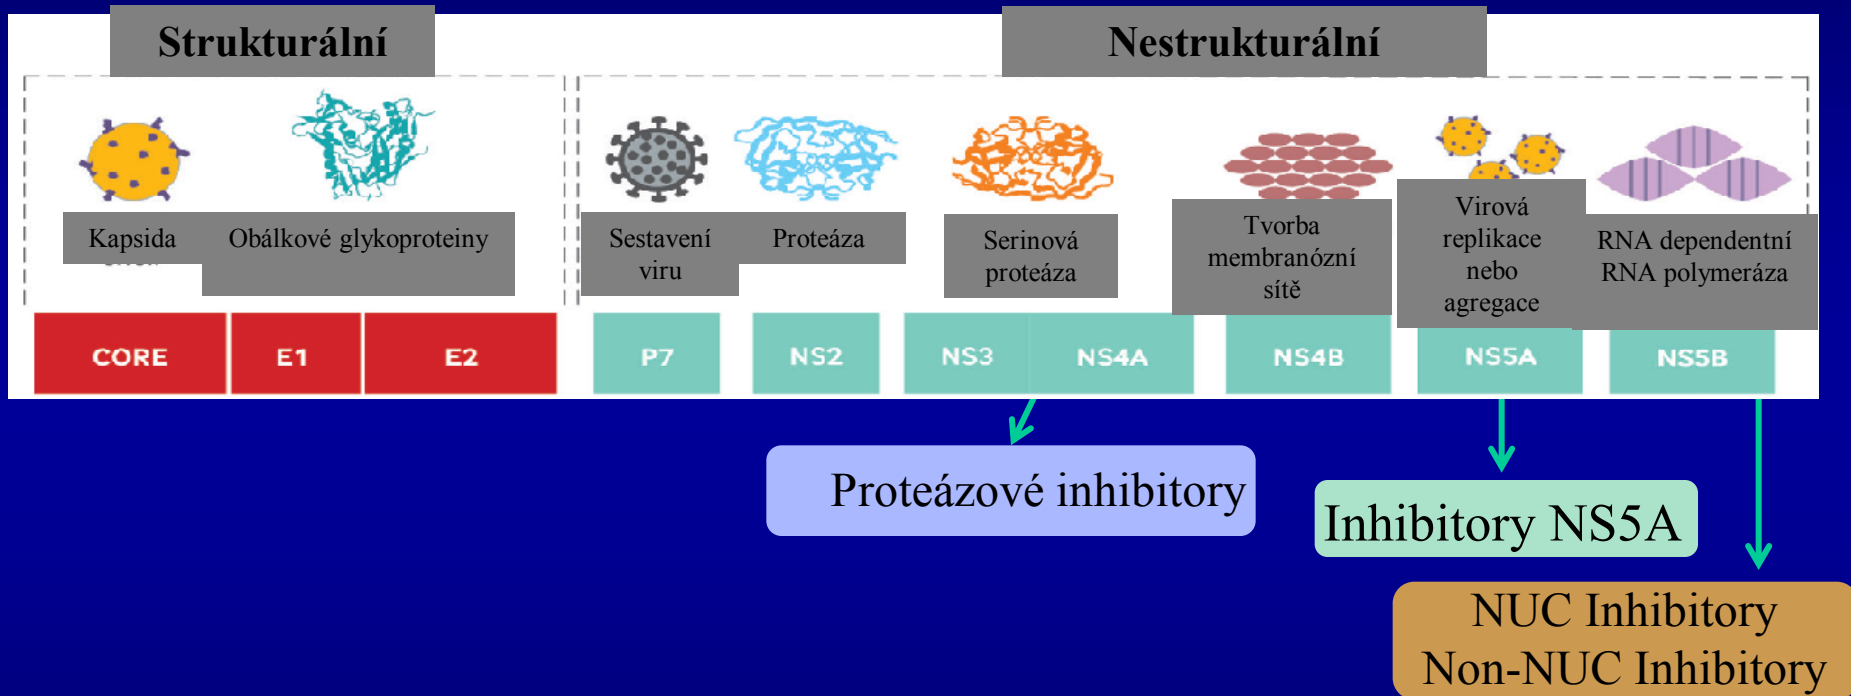 Strukturální
Nestrukturální
Kapsida
Obálkové glykoproteiny
Sestavení
viru
Proteáza
Serinová
proteáza
Tvorba
membranózní
sítě
Virová
replikace
nebo
agregace
RNA dependentní
RNA polymeráza
CORE
E1
E2
P7
NS2
NS3
NS4A
NS4B
NS5A
NS5B
Proteázové inhibitory
Inhibitory NS5A
NUC Inhibitory
Non-NUC Inhibitory